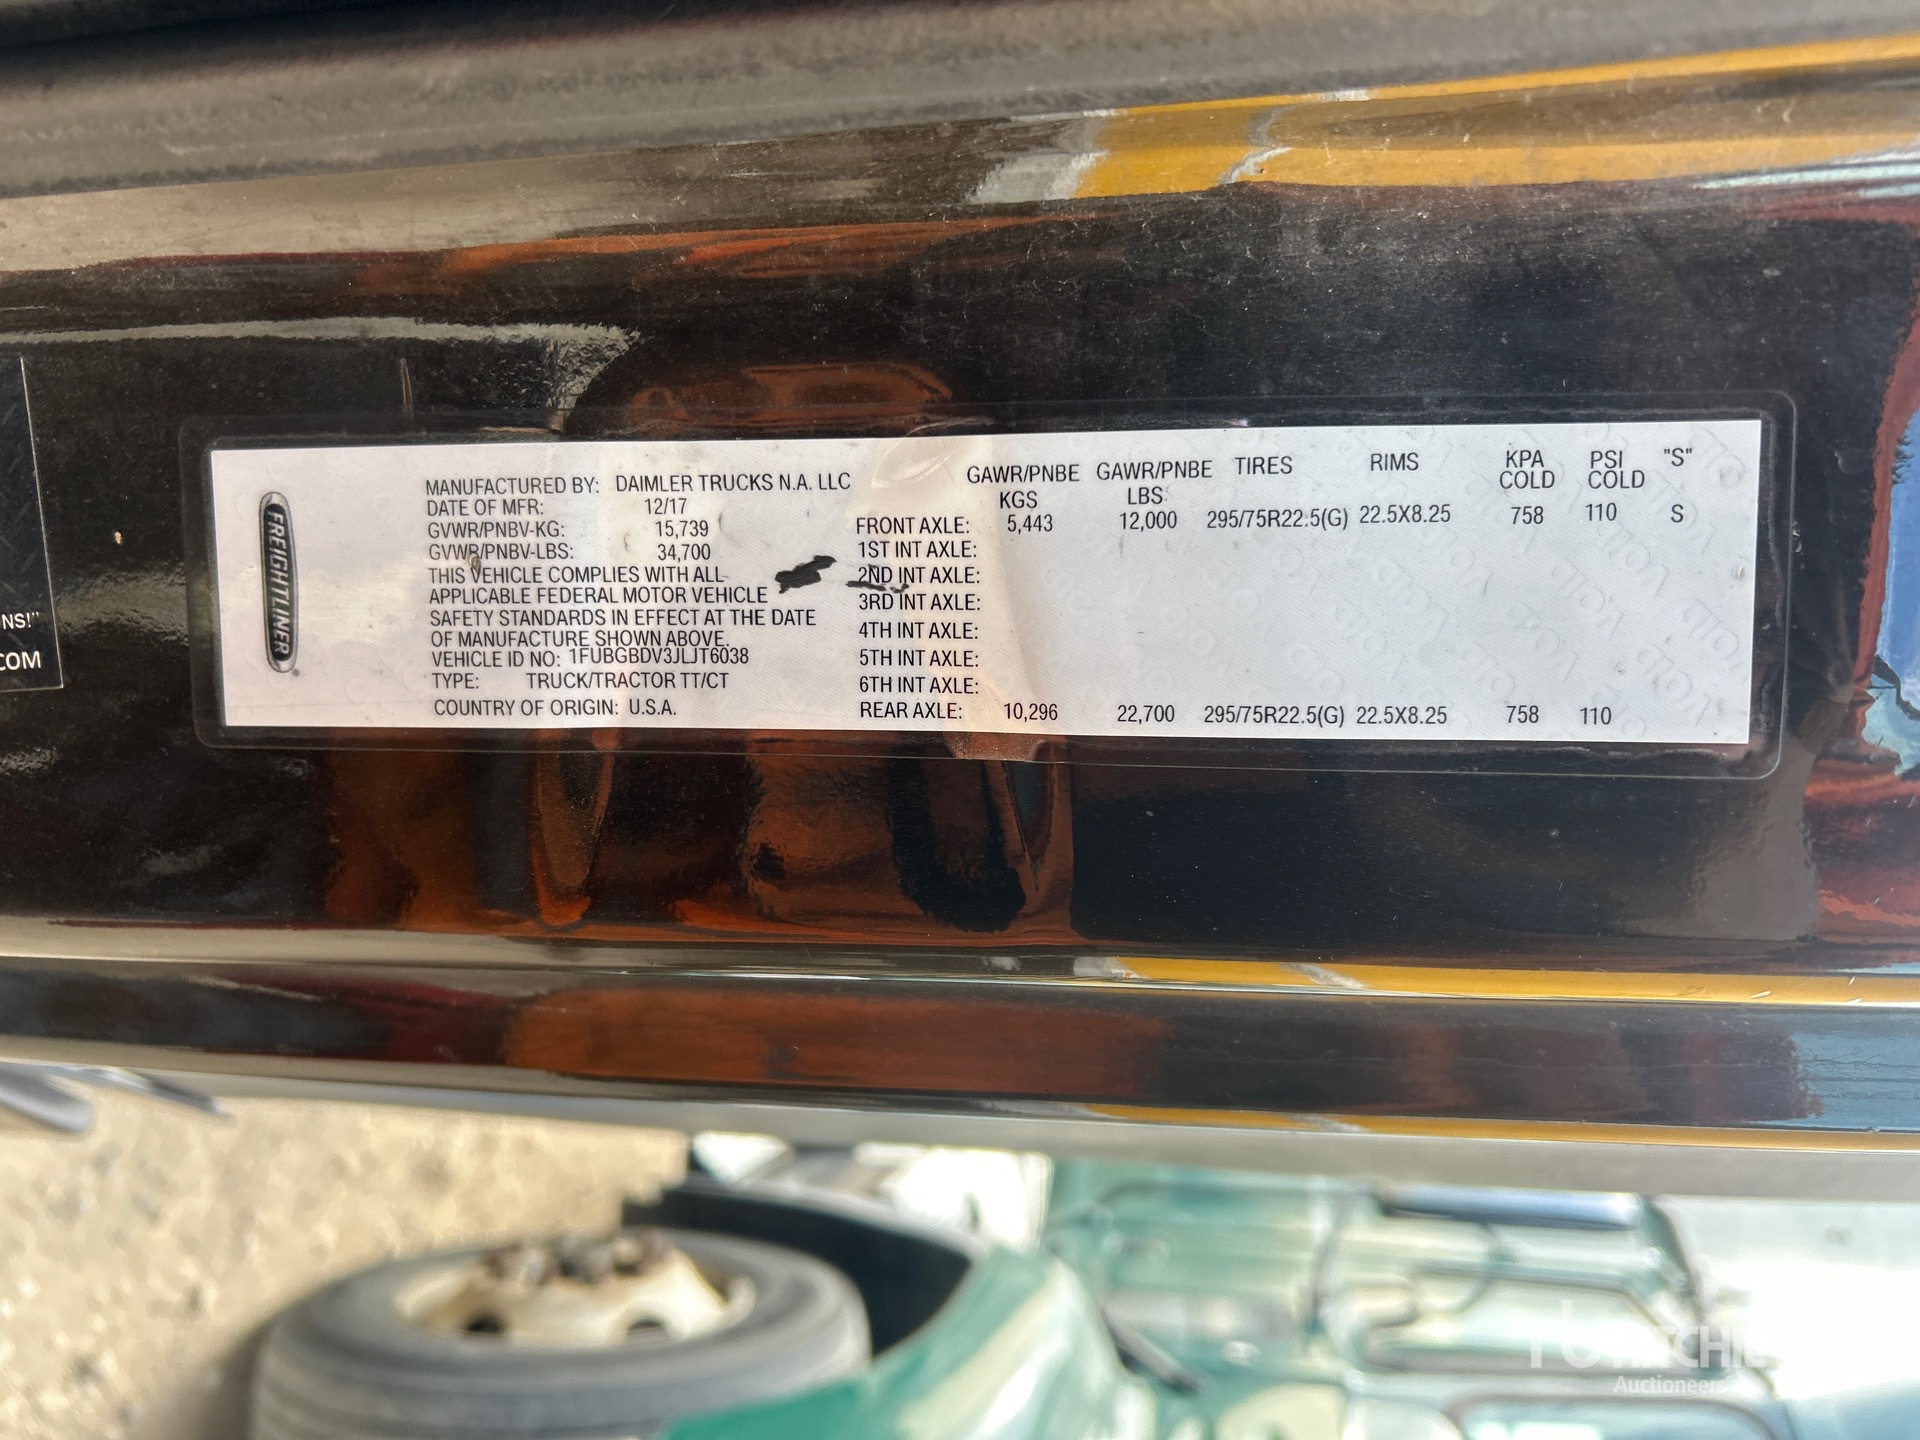 NS!"
COM
FREIGHTLINER
MANUFACTURED BY: DAIMLER TRUCKS N.A. LLC
DATE OF MFR: 12/17
GVWR/PNBV-KG: 15,739
GVWR/PNBV-LBS: 34,700
THIS VEHICLE COMPLIES WITH ALL
APPLICABLE FEDERAL MOTOR VEHICLE
SAFETY STANDARDS IN EFFECT AT THE DATE
OF MANUFACTURE SHOWN ABOVE.
VEHICLE ID NO: 1FUBGBDV3JLJT6038
TYPE: TRUCK/TRACTOR TT/CT
COUNTRY OF ORIGIN: U.S.A.
GAWR/PNBE KGS GAWR/PNBE LBS TIRES RIMS KPA COLD PSI COLD "S"
FRONT AXLE: 5,443 12,000 295/75R22.5(G) 22.5X8.25 758 110 S
1ST INT AXLE:
2ND INT AXLE:
3RD INT AXLE:
4TH INT AXLE:
5TH INT AXLE:
6TH INT AXLE:
REAR AXLE: 10,296 22,700 295/75R22.5(G) 22.5X8.25 758 110
Auctioneers